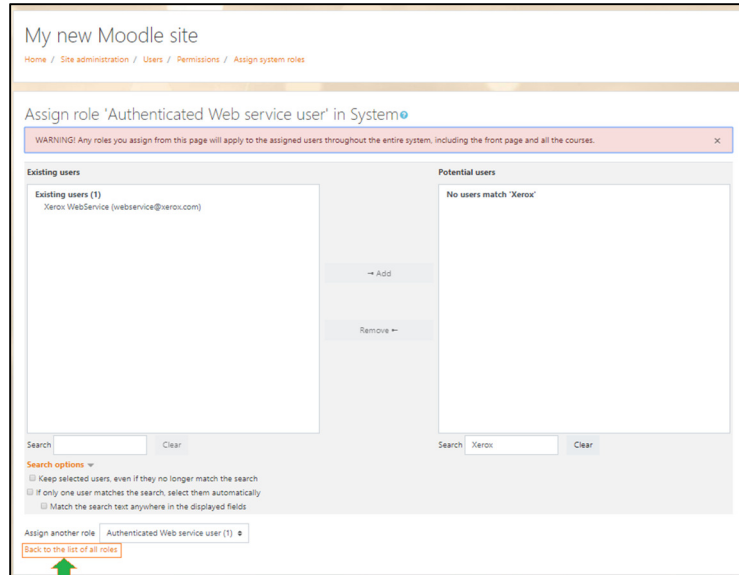 My new Moodle site
Home / Site administration / Users / Permissions / Assign system roles
Assign role 'Authenticated Web service user' in System
WARNING! Any roles you assign from this page will apply to the assigned users throughout the entire system, including the front page and all the courses. ×
Existing users
Existing users (1)
Xerox WebService (webservice@xerox.com)
→ Add
Remove ←
Potential users
No users match 'Xerox'
Search Clear
Search Xerox Clear
Search options
Keep selected users, even if they no longer match the search
If only one user matches the search, select them automatically
Match the search text anywhere in the displayed fields
Assign another role Authenticated Web service user (1)
Back to the list of all roles